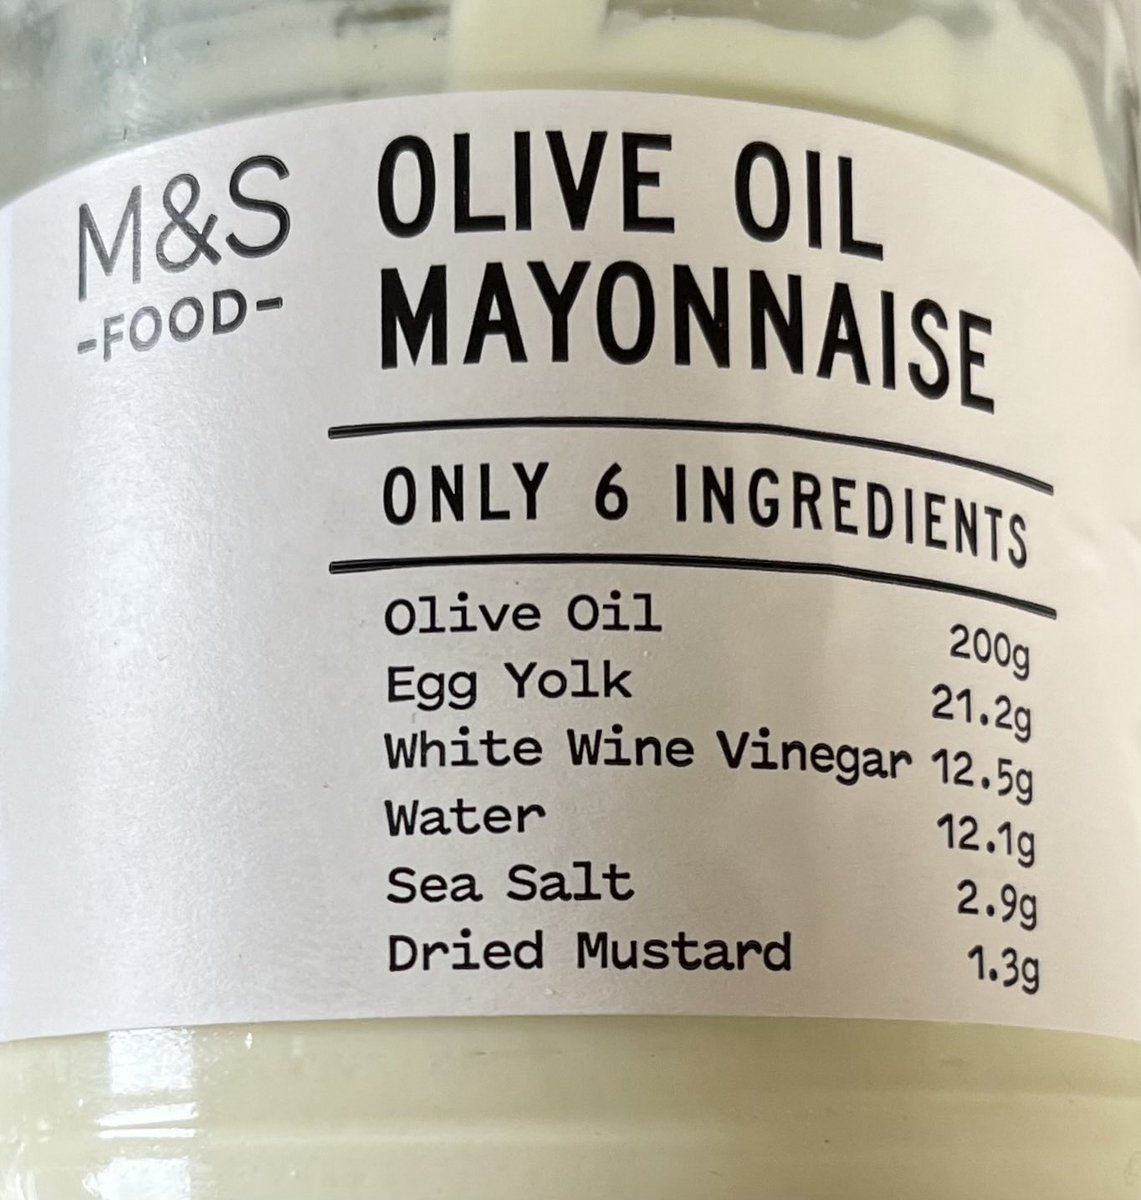 M&S
-FOOD-
OLIVE OIL
MAYONNAISE
ONLY 6 INGREDIENTS
Olive Oil 200g
Egg Yolk 21.2g
White Wine Vinegar 12.5g
Water 12.1g
Sea Salt 2.9g
Dried Mustard 1.3g